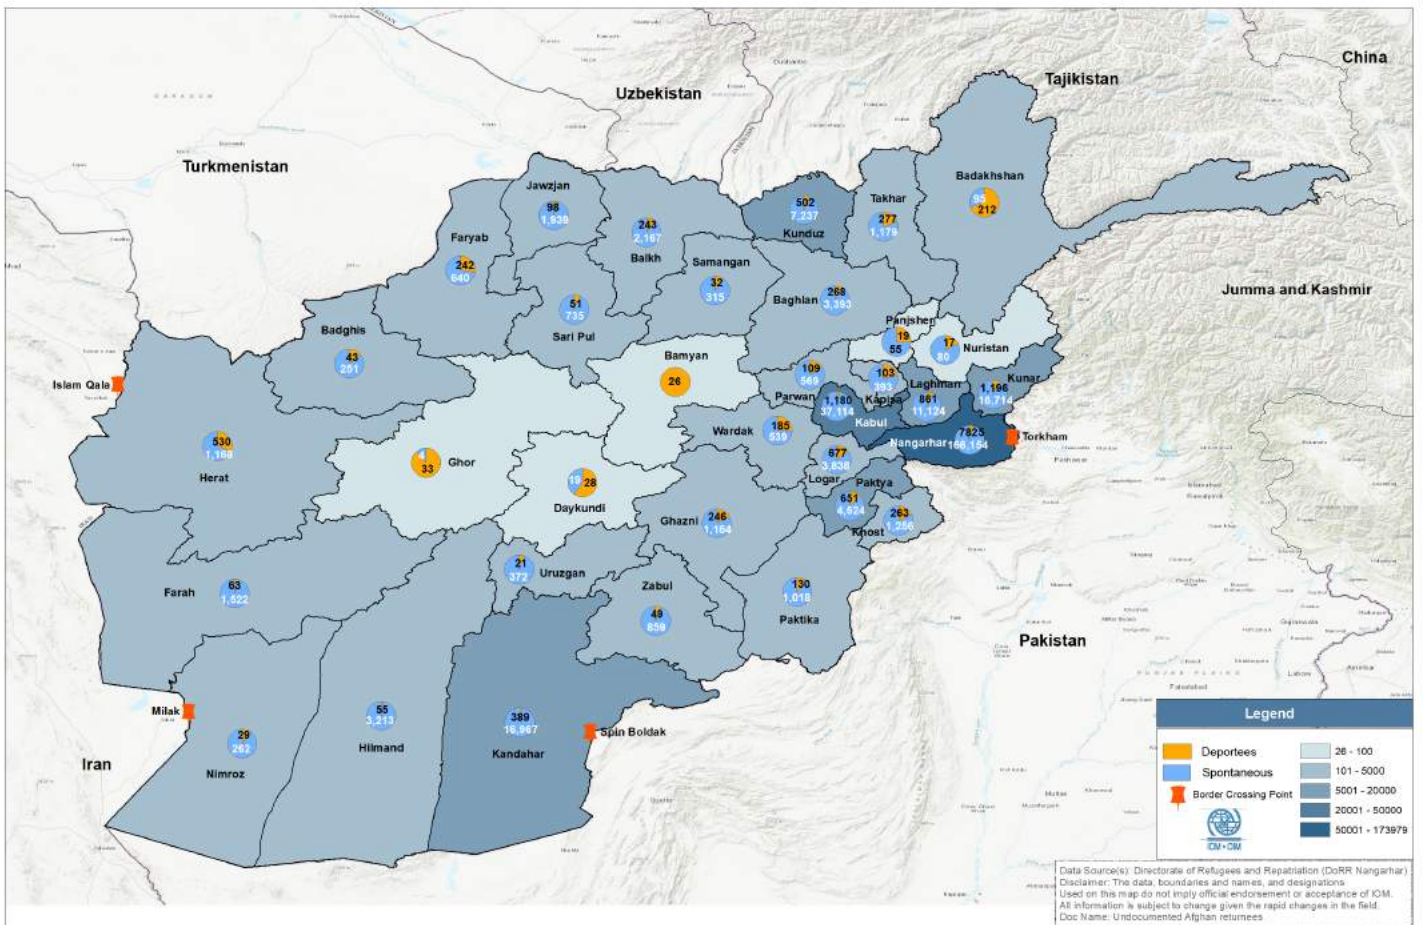 China
Tajikistan
Uzbekistan
Turkmenistan
Jumma and Kashmir
Pakistan
Iran
Badakhshan
95
212
Jawzjan
98
1,939
Takhar
277
1,179
502
7,237
Kunduz
243
2,167
Balkh
Faryab
242
640
Samangan
32
315
Baghlan
268
3,393
51
735
Sari Pul
Badghis
43
251
Panjsher
19
55
17
80
Nuristan
Bamyan
26
109
569
Parwan
103
393
Kapisa
Laghman
861
11,124
Kunar
1,196
16,714
1,180
37,114
Kabul
Nangarhar
7825
166,154
Torkham
Islam Qala
530
1,168
Herat
4
33
Ghor
Wardak
185
539
677
3,838
Logar
Paktya
651
4,624
263
1,256
Khost
19
28
Daykundi
Ghazni
246
1,164
21
372
Uruzgan
Farah
63
1,522
Zabul
49
859
130
1,018
Paktika
Milak
29
262
Nimroz
55
3,213
Hilmand
389
16,967
Kandahar
Spin Boldak
Legend
Deportees
Spontaneous
Border Crossing Point
IOM • OIM
26 - 100
101 - 5000
5001 - 20000
20001 - 50000
50001 - 173979
Data Source(s): Directorate of Refugees and Repatriation (DoRR Nangarhar)
Disclaimer: The data, boundaries and names, and designations
Used on this map do not imply official endorsement or acceptance of IOM.
All information is subject to change given the rapid changes in the field.
Doc Name: Undocumented Afghan returnees